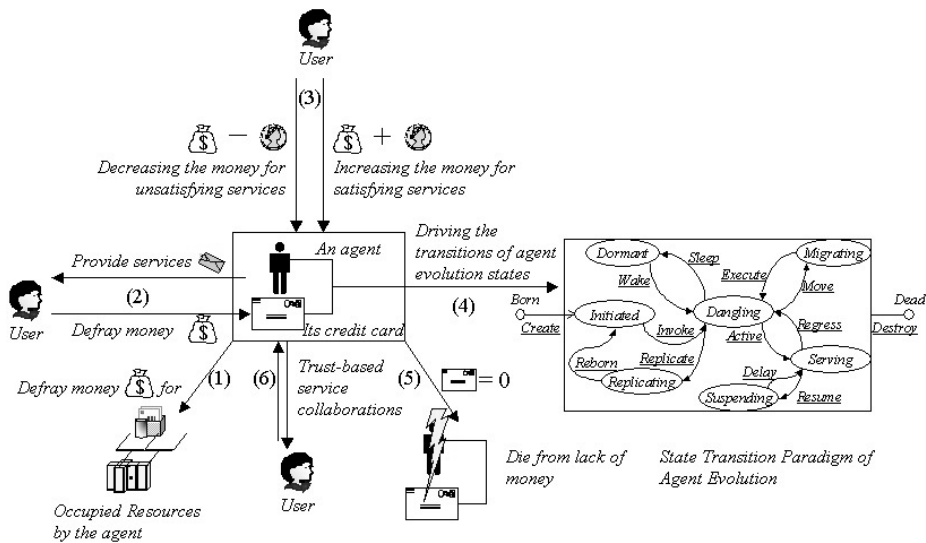 User
(3)
$ − $ +
Decreasing the money for
unsatisfying services
Increasing the money for
satisfying services
An agent
Its credit card
Provide services
(2)
User
Defray money $
Driving the
transitions of agent
evolution states
(4)
Born
Create
Dormant
Sleep
Wake
Migrating
Execute
Move
Initiated
Invoke
Dangling
Active
Regress
Reborn
Replicate
Replicating
Serving
Delay
Suspending
Resume
Dead
Destroy
Defray money $ for
(1)
(6)
Trust-based
service
collaborations
(5)
= 0
Occupied Resources
by the agent
User
Die from lack of
money
State Transition Paradigm of
Agent Evolution